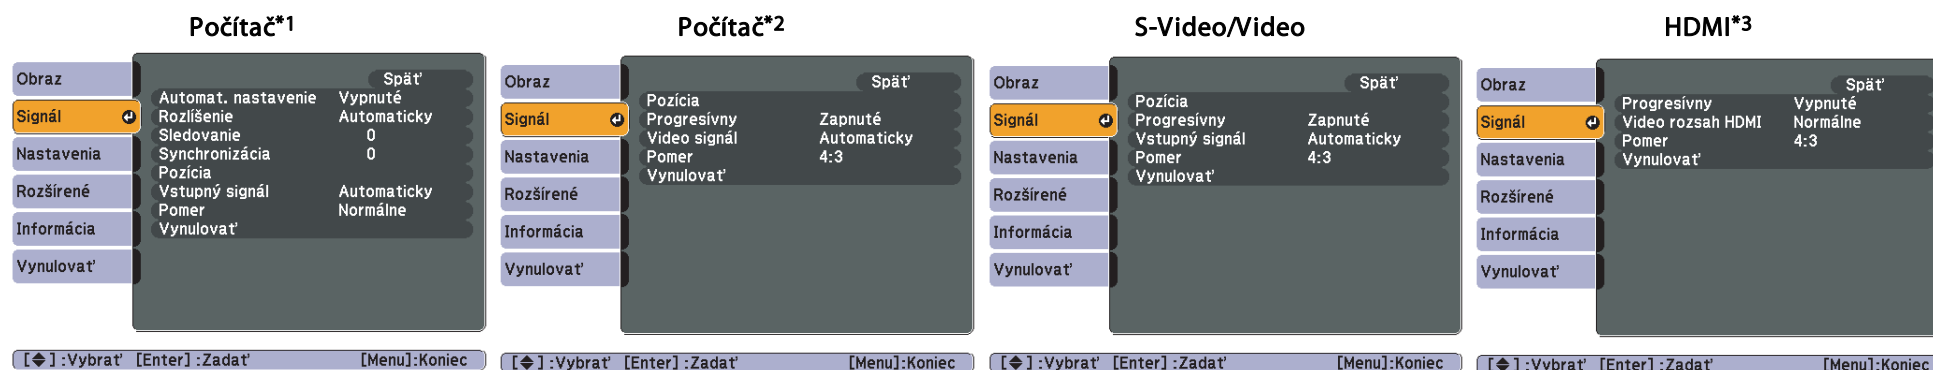 Počítač*1
Obraz
Signál
Nastavenia
Rozšírené
Informácia
Vynulovať
Späť
Automat. nastavenie Vypnuté
Rozlíšenie Automaticky
Sledovanie 0
Synchronizácia 0
Pozícia
Vstupný signál Automaticky
Pomer Normálne
Vynulovať
[◆] :Vybrať [Enter] :Zadať [Menu]:Koniec
Počítač*2
Obraz
Signál
Nastavenia
Rozšírené
Informácia
Vynulovať
Späť
Pozícia
Progresívny Zapnuté
Video signál Automaticky
Pomer 4:3
Vynulovať
[◆] :Vybrať [Enter] :Zadať [Menu]:Koniec
S-Video/Video
Obraz
Signál
Nastavenia
Rozšírené
Informácia
Vynulovať
Späť
Pozícia
Progresívny Zapnuté
Vstupný signál Automaticky
Pomer 4:3
Vynulovať
[◆] :Vybrať [Enter] :Zadať [Menu]:Koniec
HDMI*3
Obraz
Signál
Nastavenia
Rozšírené
Informácia
Vynulovať
Späť
Progresívny Vypnuté
Video rozsah HDMI Normálne
Pomer 4:3
Vynulovať
[◆] :Vybrať [Enter] :Zadať [Menu]:Koniec